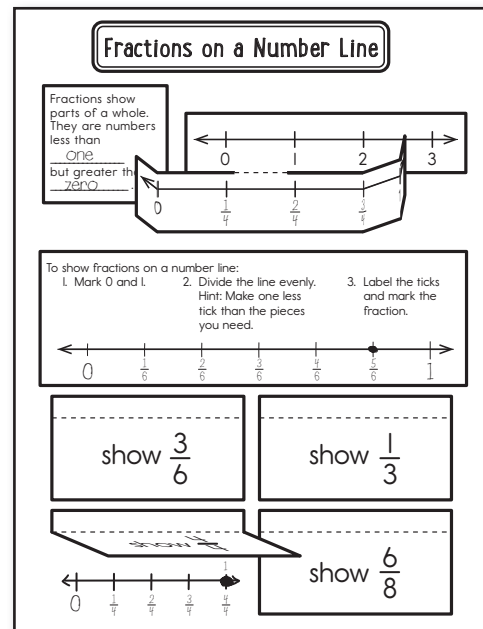 Fractions on a Number Line
Fractions show
parts of a whole.
They are numbers
less than
one
but greater th
zero .
0 1 2 3
0 1/4 2/4 3/4
To show fractions on a number line:
1. Mark 0 and 1.
2. Divide the line evenly.
Hint: Make one less
tick than the pieces
you need.
3. Label the ticks
and mark the
fraction.
0 1/6 2/6 3/6 4/6 5/6 1
show 3/6
show 1/3
show 4/4
show 6/8
1
0 1/4 2/4 3/4 4/4